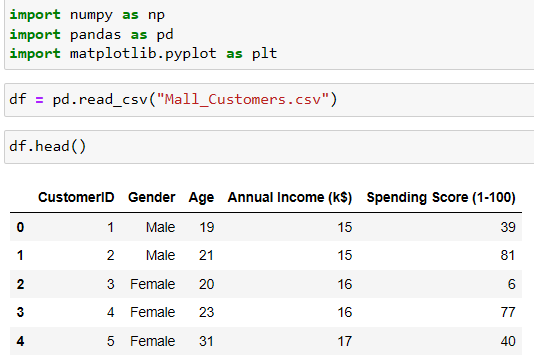 import numpy as np
import pandas as pd
import matplotlib.pyplot as plt
df = pd.read_csv("Mall_Customers.csv")
df.head()
CustomerID Gender Age Annual Income (k$) Spending Score (1-100)
0 1 Male 19 15 39
1 2 Male 21 15 81
2 3 Female 20 16 6
3 4 Female 23 16 77
4 5 Female 31 17 40